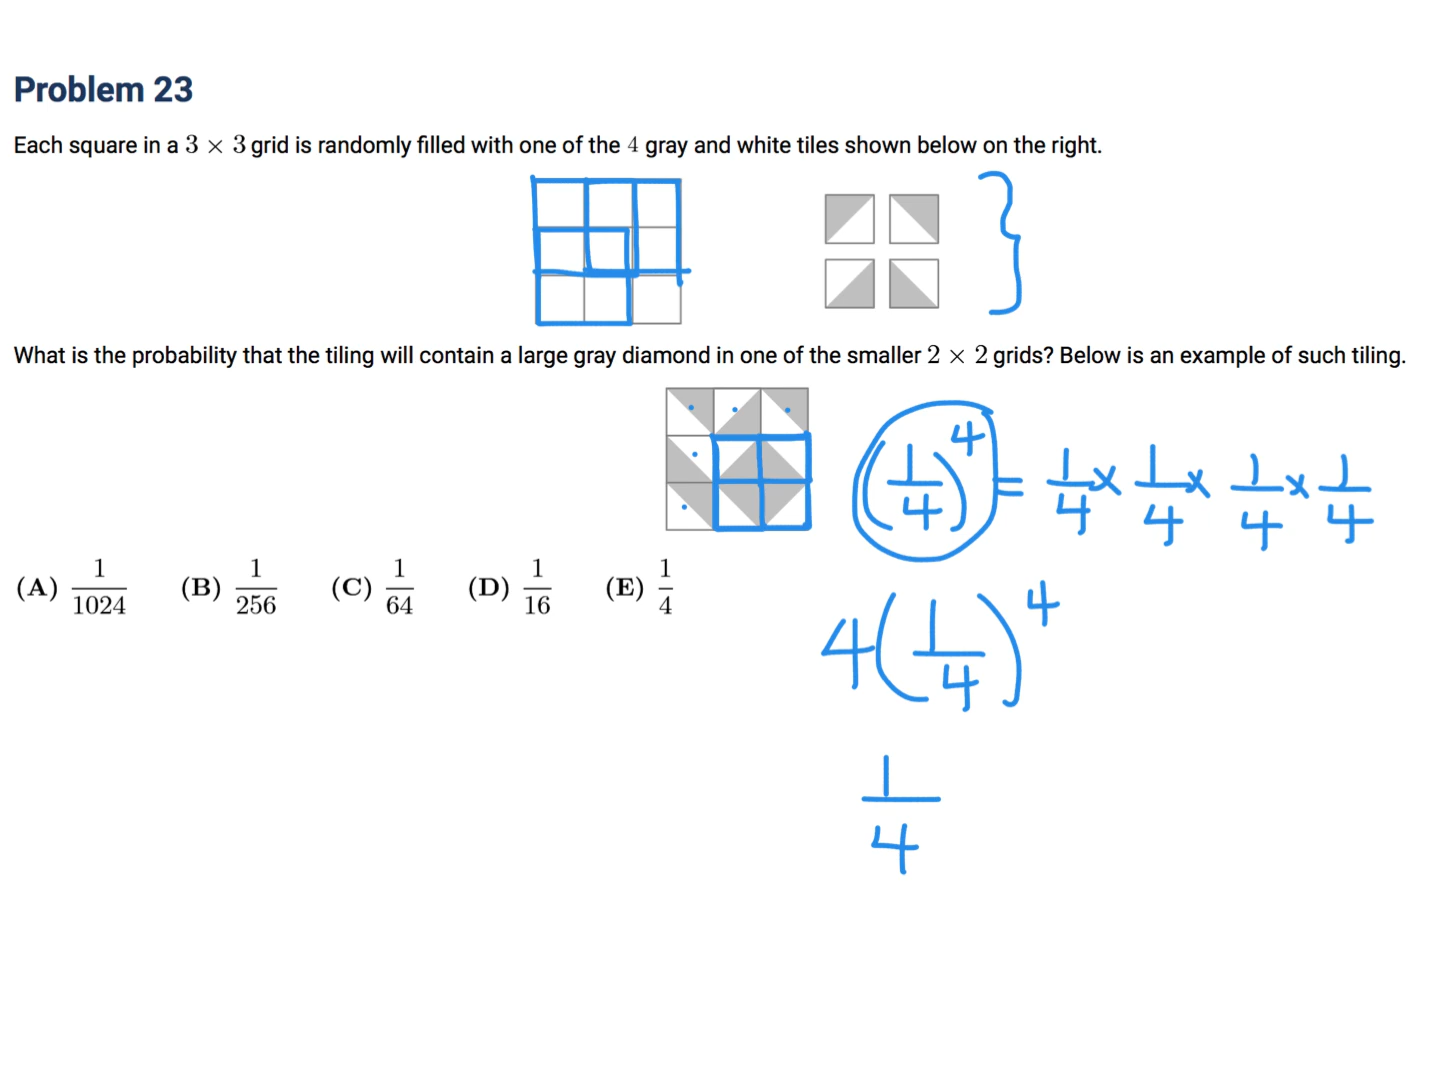 Problem 23
Each square in a 3 × 3 grid is randomly filled with one of the 4 gray and white tiles shown below on the right.
What is the probability that the tiling will contain a large gray diamond in one of the smaller 2 × 2 grids? Below is an example of such tiling.
(1/4)^4 = 1/4 × 1/4 × 1/4 × 1/4
(A) 1/1024 (B) 1/256 (C) 1/64 (D) 1/16 (E) 1/4
4(1/4)^4
1/4